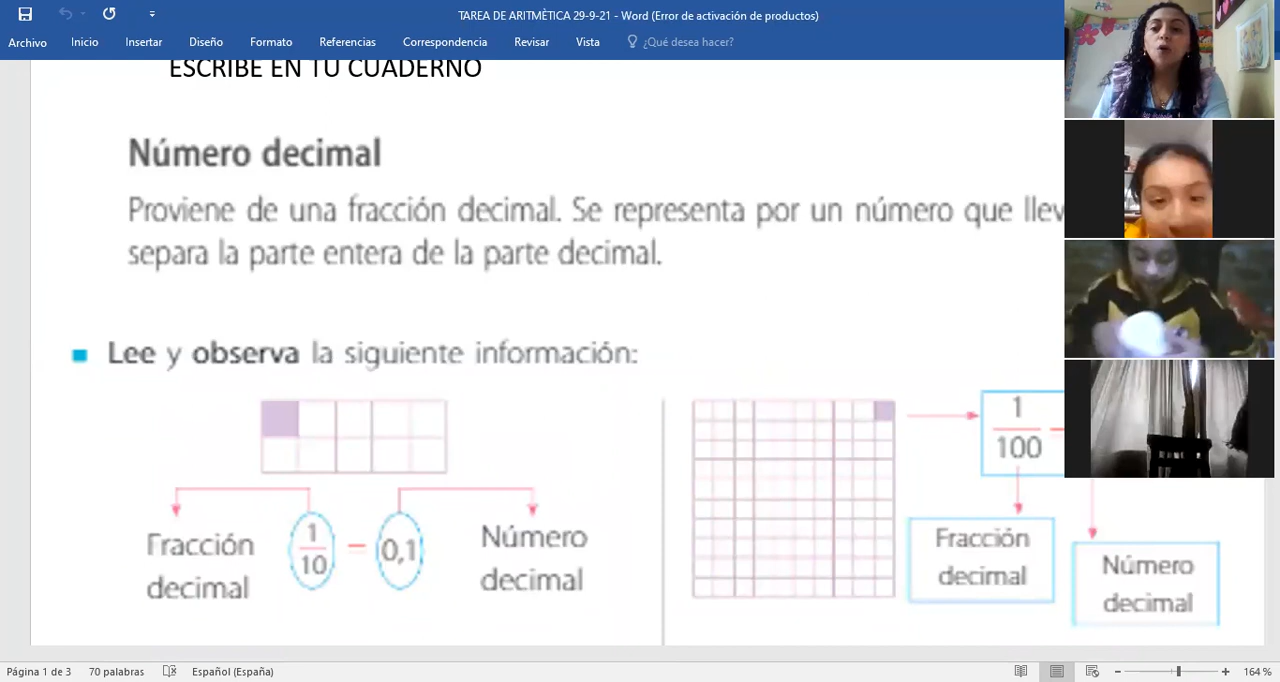 TAREA DE ARITMÈTICA 29-9-21 - Word (Error de activación de productos)
Archivo Inicio Insertar Diseño Formato Referencias Correspondencia Revisar Vista ¿Qué desea hacer?
ESCRIBE EN TU CUADERNO
Número decimal
Proviene de una fracción decimal. Se representa por un número que llev
separa la parte entera de la parte decimal.
Lee y observa la siguiente información:
Fracción
decimal
1
10
= 0,1
Número
decimal
1
100
Fracción
decimal
Número
decimal
Página 1 de 3 70 palabras Español (España) 164 %